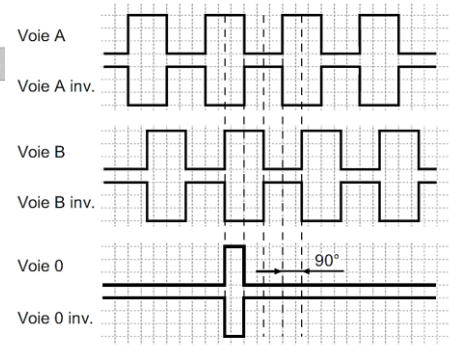 Voie A
Voie A inv.
Voie B
Voie B inv.
Voie 0
90°
Voie 0 inv.